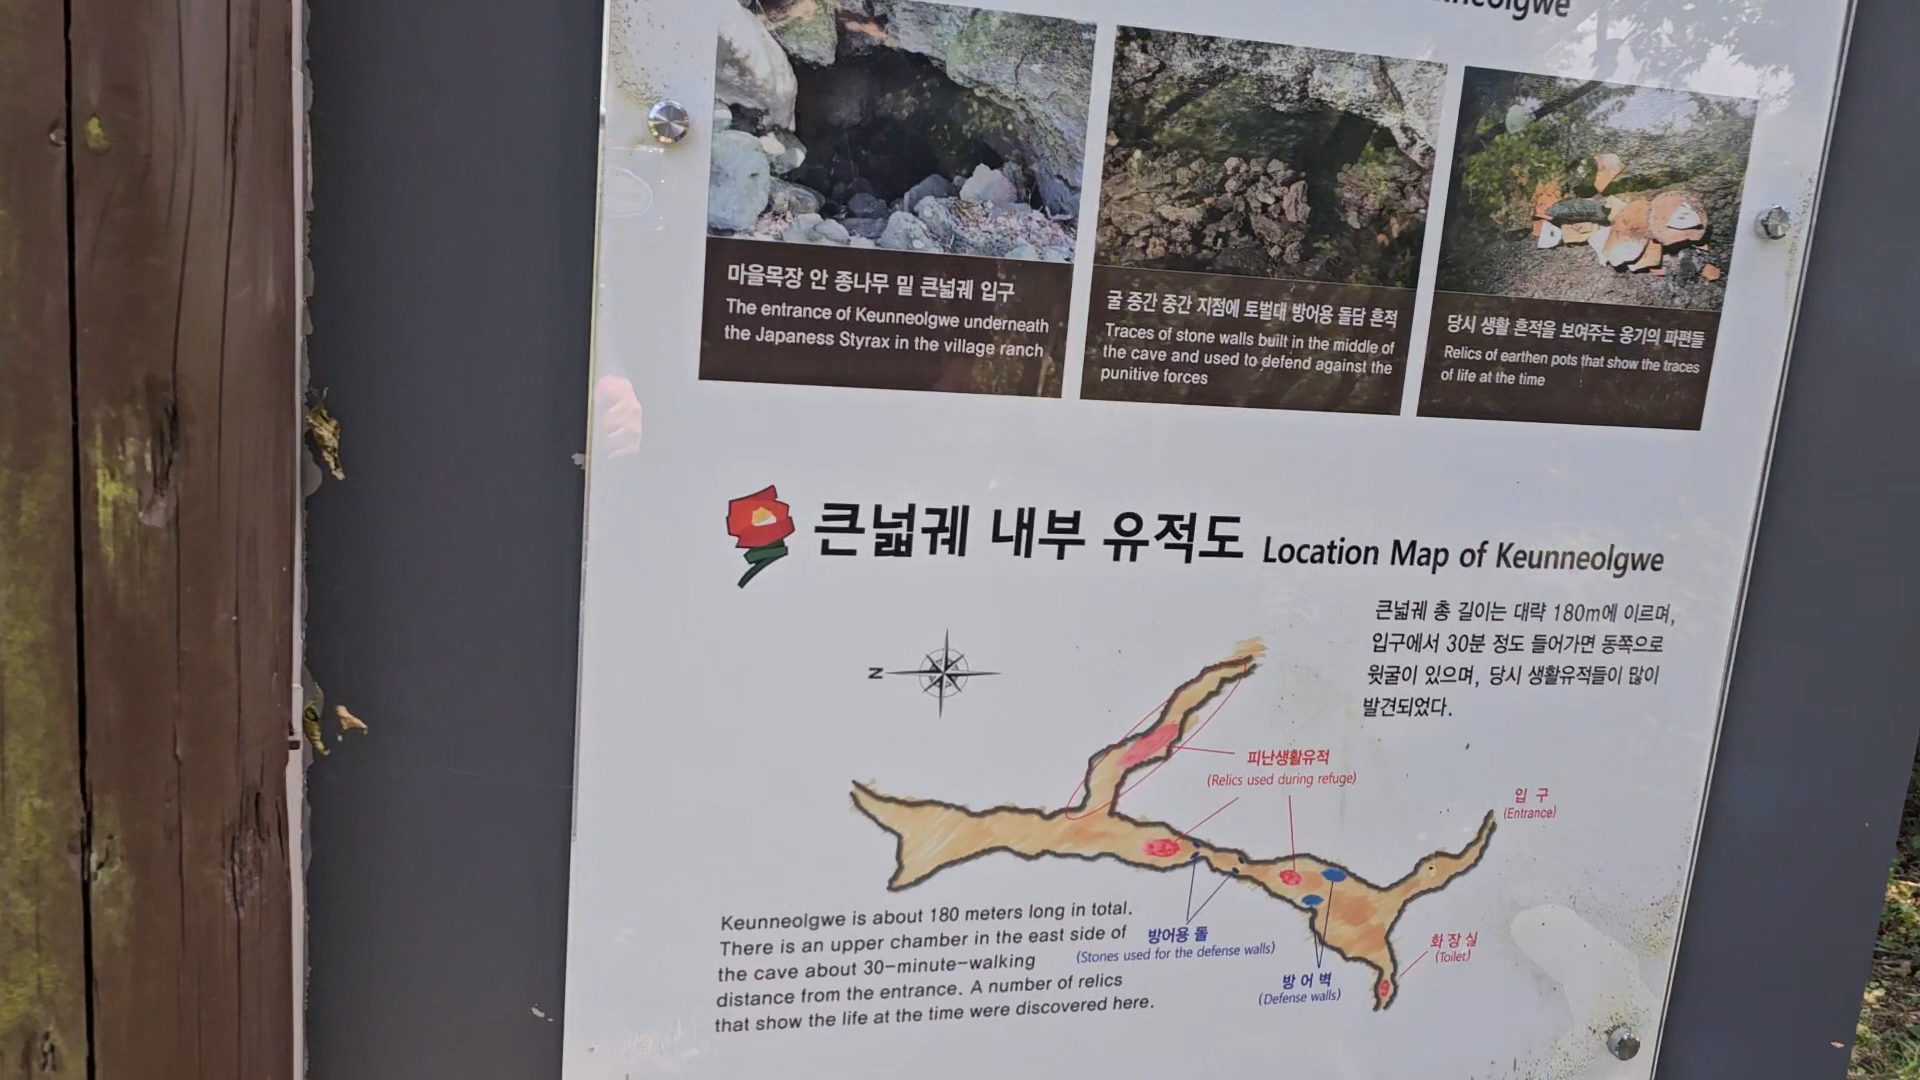 마을목장 안 종나무 밑 큰넓궤 입구
The entrance of Keunneolgwe underneath
the Japaness Styrax in the village ranch
굴 중간 중간 지점에 토벌대 방어용 돌담 흔적
Traces of stone walls built in the middle of
the cave and used to defend against the
punitive forces
당시 생활 흔적을 보여주는 옹기의 파편들
Relics of earthen pots that show the traces
of life at the time
큰넓궤 내부 유적도 Location Map of Keunneolgwe
큰넓궤 총 길이는 대략 180m에 이르며,
입구에서 30분 정도 들어가면 동쪽으로
윗굴이 있으며, 당시 생활유적들이 많이
발견되었다.
N
피난생활유적
(Relics used during refuge)
입 구
(Entrance)
Keunneolgwe is about 180 meters long in total.
There is an upper chamber in the east side of
the cave about 30-minute-walking
distance from the entrance. A number of relics
that show the life at the time were discovered here.
방어용 돌
(Stones used for the defense walls)
방 어 벽
(Defense walls)
화 장 실
(Toilet)